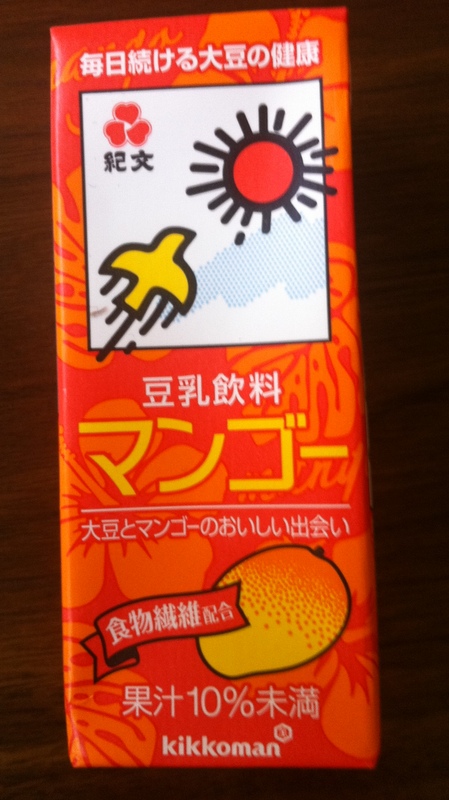 毎日続ける大豆の健康
紀文
豆乳飲料
マンゴー
大豆とマンゴーのおいしい出会い
食物繊維配合
果汁10%未満
kikkoman